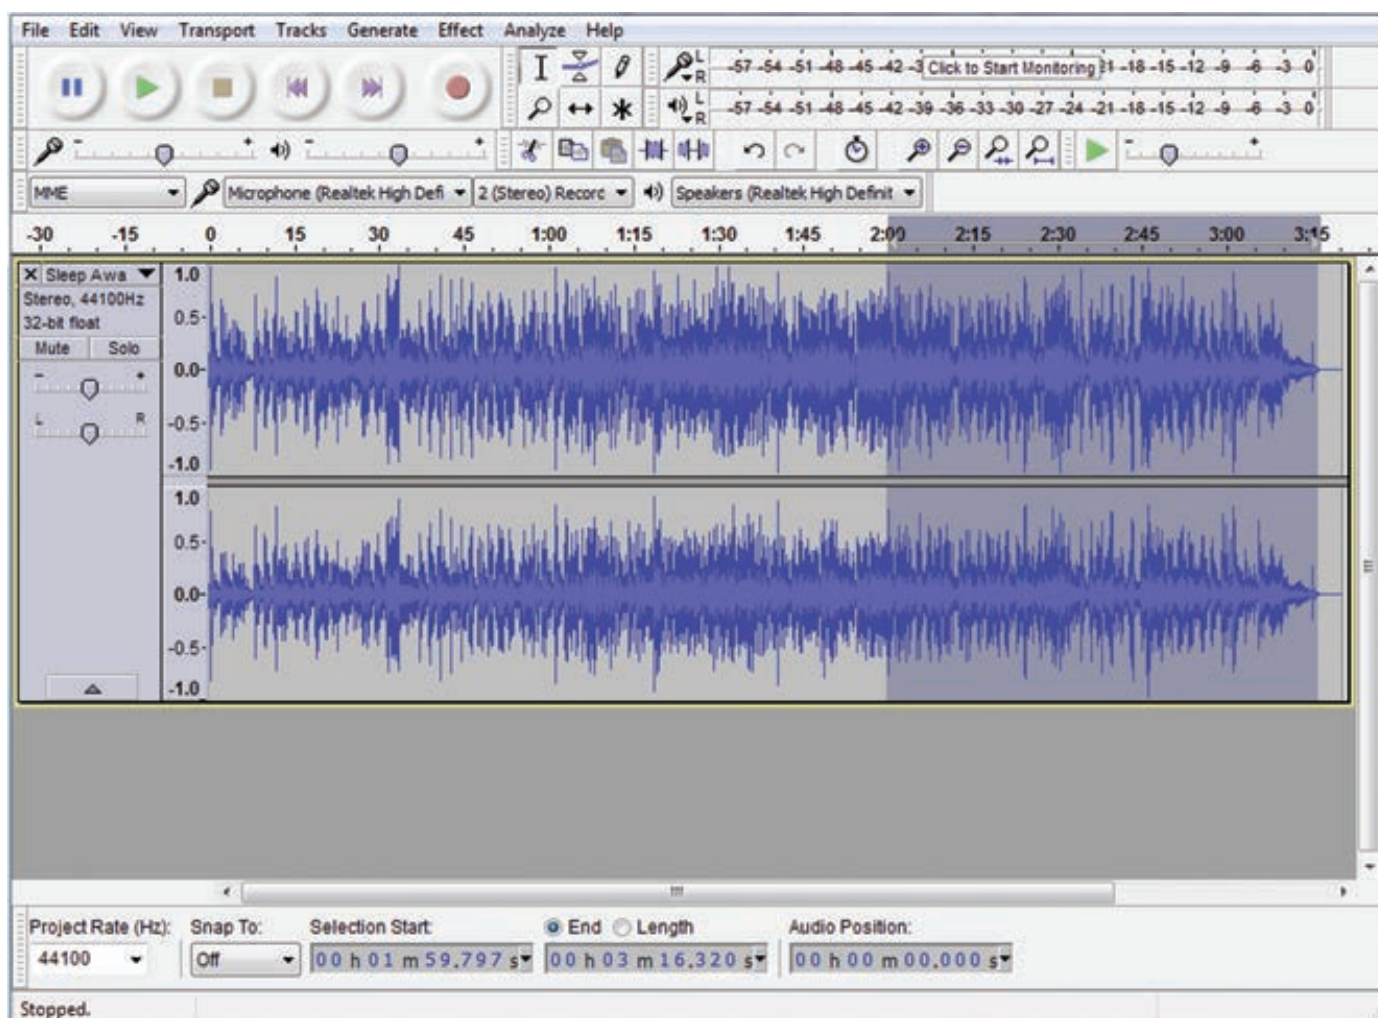 File Edit View Transport Tracks Generate Effect Analyze Help
L
R
-57 -54 -51 -48 -45 -42 -3 Click to Start Monitoring 21 -18 -15 -12 -9 -6 -3 0
L
R
-57 -54 -51 -48 -45 -42 -39 -36 -33 -30 -27 -24 -21 -18 -15 -12 -9 -6 -3 0
- + - + - +
MME Microphone (Realtek High Defi 2 (Stereo) Recorc Speakers (Realtek High Definit
-30 -15 0 15 30 45 1:00 1:15 1:30 1:45 2:00 2:15 2:30 2:45 3:00 3:15
X Sleep Awa
Stereo, 44100Hz
32-bit float
Mute Solo
- +
L R
1.0
0.5-
0.0-
-0.5-
-1.0
1.0
0.5-
0.0-
-0.5-
-1.0
Project Rate (Hz): Snap To: Selection Start: End Length Audio Position:
44100 Off 00 h 01 m 59.797 s 00 h 03 m 16.320 s 00 h 00 m 00.000 s
Stopped.